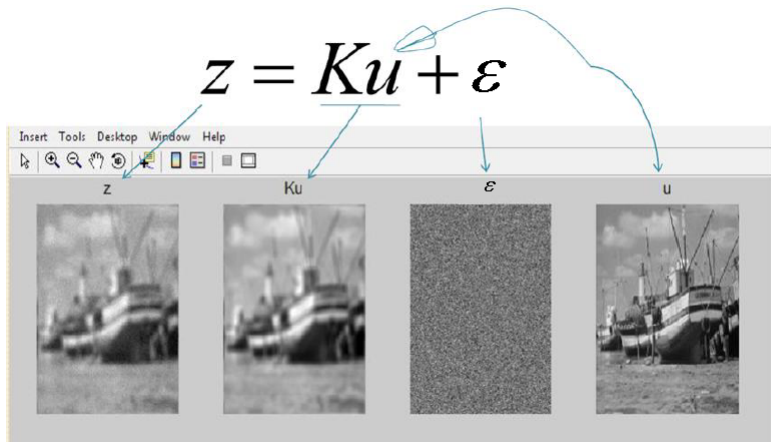 z = Ku + ε
Insert Tools Desktop Window Help
z Ku ε u